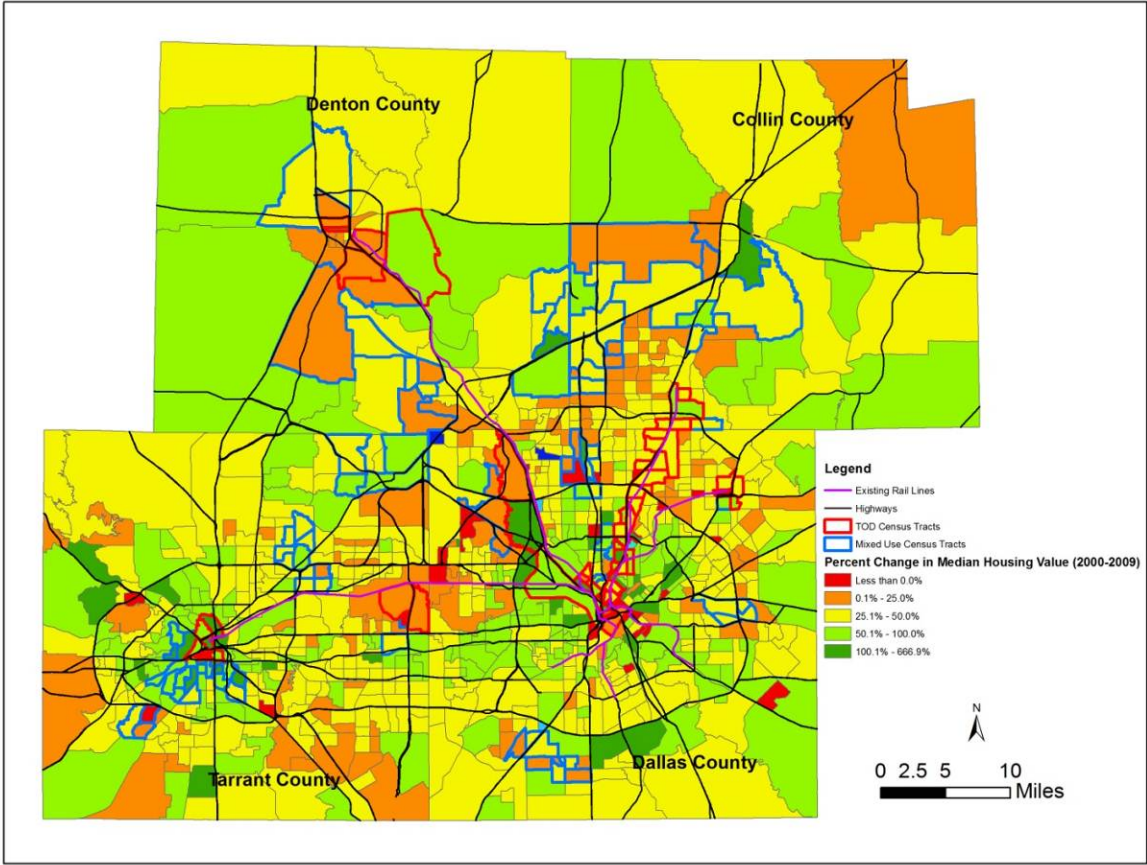 Denton County
Collin County
Legend
Existing Rail Lines
Highways
TOD Census Tracts
Mixed Use Census Tracts
Percent Change in Median Housing Value (2000-2009)
Less than 0.0%
0.1% - 25.0%
25.1% - 50.0%
50.1% - 100.0%
100.1% - 666.9%
N
Tarrant County
Dallas County
0 2.5 5 10
Miles